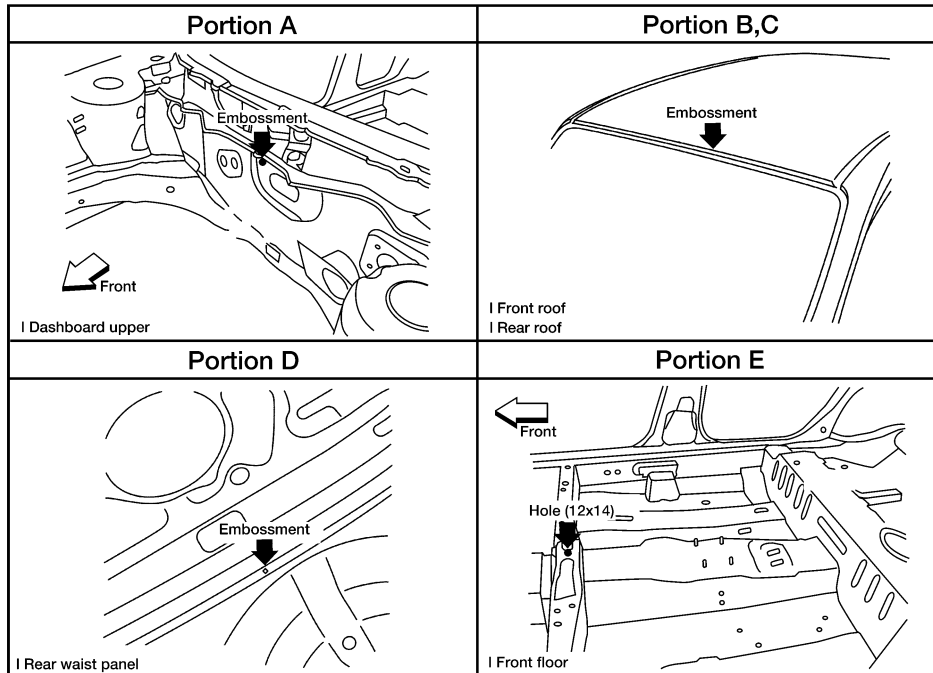 Portion A
Embossment
Front
I Dashboard upper
Portion B,C
Embossment
I Front roof
I Rear roof
Portion D
Embossment
I Rear waist panel
Portion E
Front
Hole (12x14)
I Front floor